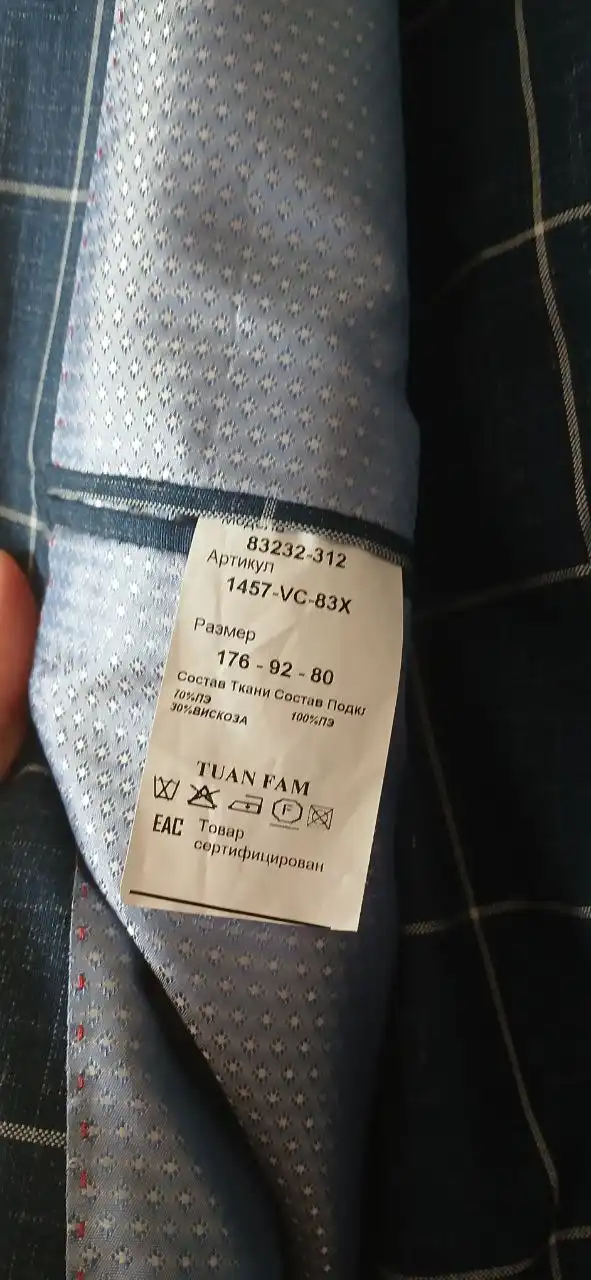 Модель
83232-312
Артикул
1457-VC-83X
Размер
176 - 92 - 80
Состав Ткани Состав Подкл
70%ПЭ
30%ВИСКОЗА 100%ПЭ
TUAN FAM
F
EAC Товар
сертифицирован